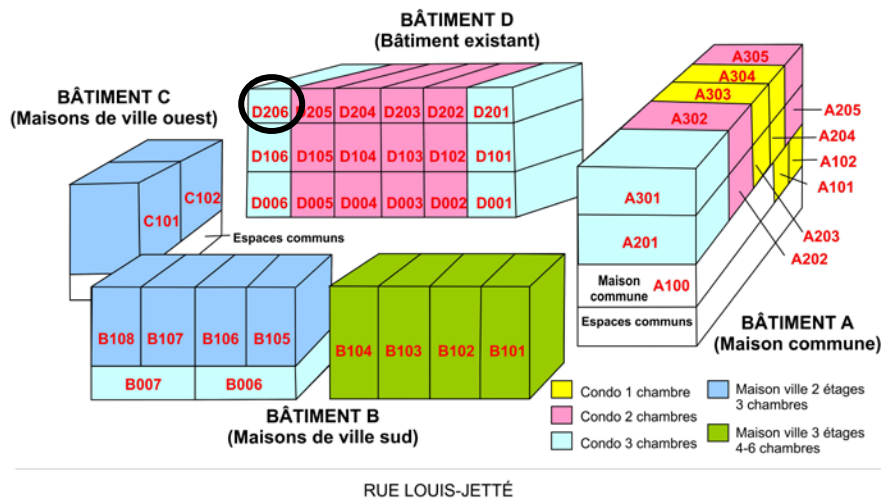 BÂTIMENT D
(Bâtiment existant)
BÂTIMENT C
(Maisons de ville ouest)
D206 D205 D204 D203 D202 D201
D106 D105 D104 D103 D102 D101
D006 D005 D004 D003 D002 D001
A305
A304
A303
A302
A205
A204
A102
A101
A301
A203
A201
A202
Maison
commune A100
Espaces communs
C102
C101
Espaces communs
BÂTIMENT A
(Maison commune)
B108 B107 B106 B105
B007 B006
B104 B103 B102 B101
BÂTIMENT B
(Maisons de ville sud)
Condo 1 chambre
Condo 2 chambres
Condo 3 chambres
Maison ville 2 étages
3 chambres
Maison ville 3 étages
4-6 chambres
RUE LOUIS-JETTÉ